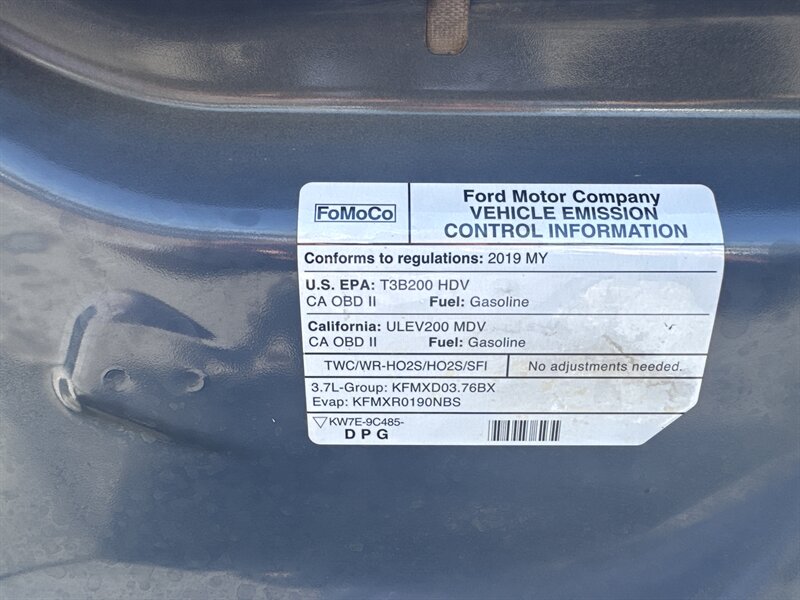 FoMoCo
Ford Motor Company
VEHICLE EMISSION
CONTROL INFORMATION
Conforms to regulations: 2019 MY
U.S. EPA: T3B200 HDV
CA OBD II Fuel: Gasoline
California: ULEV200 MDV
CA OBD II Fuel: Gasoline
TWC/WR-HO2S/HO2S/SFI
No adjustments needed.
3.7L-Group: KFMXD03.76BX
Evap: KFMXR0190NBS
KW7E-9C485-
D P G